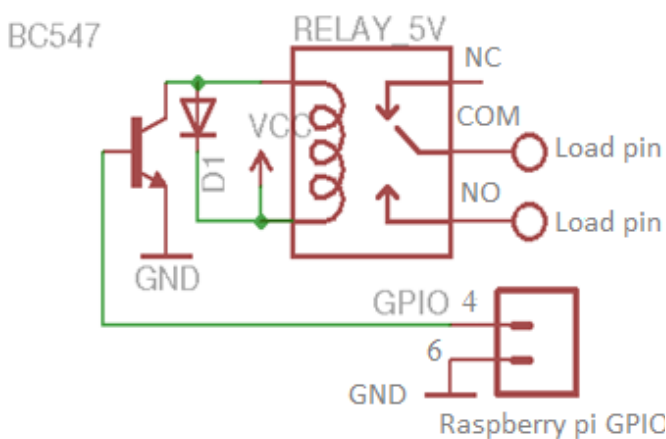 BC547
RELAY_5V
NC
VCC
COM
Load pin
D1
NO
Load pin
GND
GPIO 4
6
GND
Raspberry pi GPIO